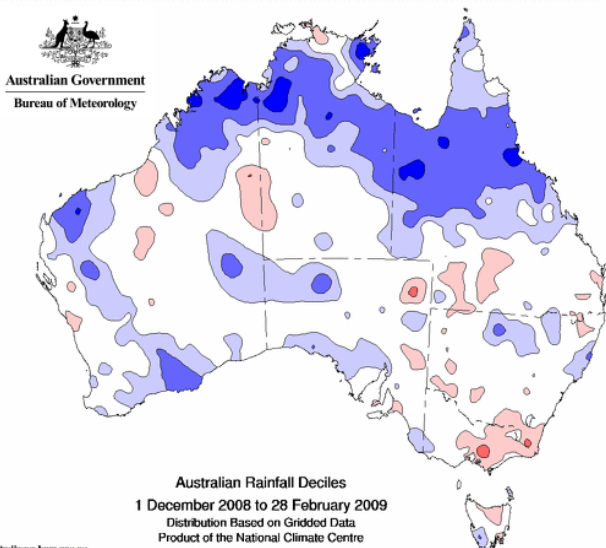 Australian Government
Bureau of Meteorology
Australian Rainfall Deciles
1 December 2008 to 28 February 2009
Distribution Based on Gridded Data
Product of the National Climate Centre